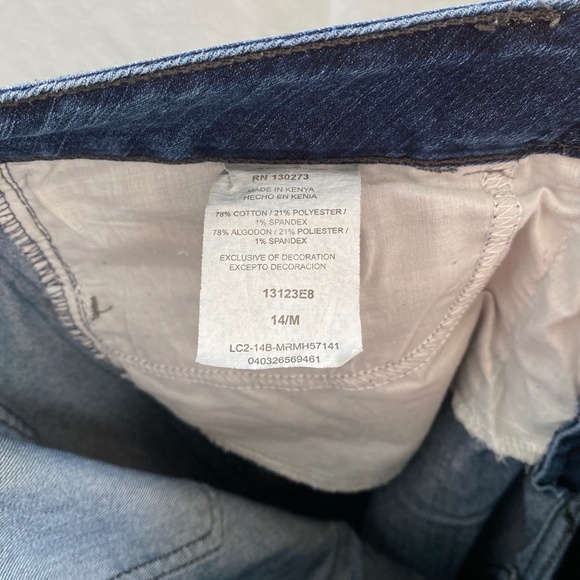 RN 130273
MADE IN KENYA
HECHO EN KENIA
78% COTTON / 21% POLYESTER /
1% SPANDEX
78% ALGODON / 21% POLIESTER /
1% SPANDEX
EXCLUSIVE OF DECORATION
EXCEPTO DECORACION
13123E8
14/M
LC2-14B-MRMH57141
040326569461